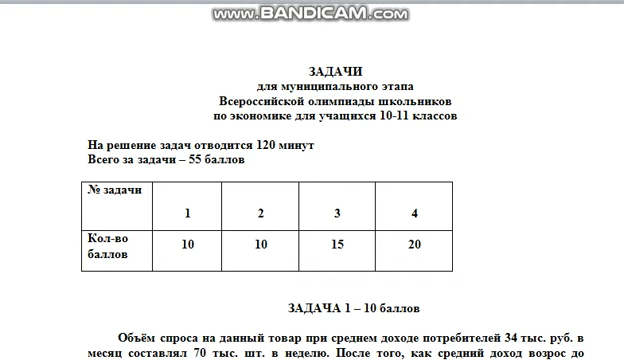 www.BANDICAM.com
ЗАДАЧИ
для муниципального этапа
Всероссийской олимпиады школьников
по экономике для учащихся 10-11 классов
На решение задач отводится 120 минут
Всего за задачи – 55 баллов
№ задачи
1 2 3 4
Кол-во
баллов 10 10 15 20
ЗАДАЧА 1 – 10 баллов
Объём спроса на данный товар при среднем доходе потребителей 34 тыс. руб. в
месяц составлял 70 тыс. шт. в неделю. После того, как средний доход возрос до